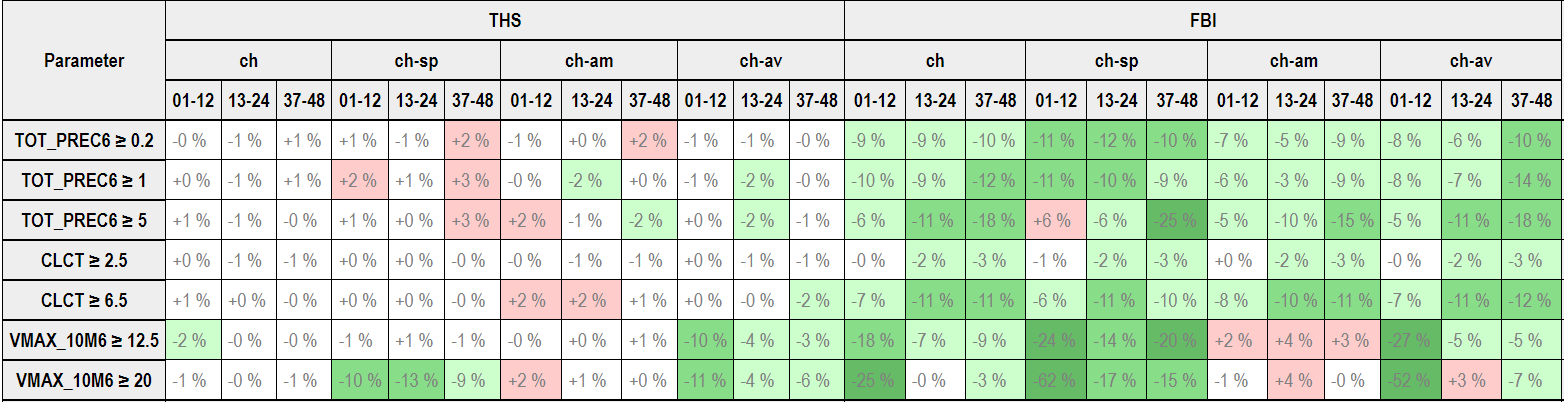 THS FBI
Parameter ch ch-sp ch-am ch-av ch ch-sp ch-am ch-av
01-12 13-24 37-48 01-12 13-24 37-48 01-12 13-24 37-48 01-12 13-24 37-48 01-12 13-24 37-48 01-12 13-24 37-48 01-12 13-24 37-48 01-12 13-24 37-48
TOT_PREC6 ≥ 0.2 -0 % -1 % +1 % +1 % -1 % +2 % -1 % +0 % +2 % -1 % -1 % -0 % -9 % -9 % -10 % -11 % -12 % -10 % -7 % -5 % -9 % -8 % -6 % -10 %
TOT_PREC6 ≥ 1 +0 % -1 % +1 % +2 % +1 % +3 % -0 % -2 % +0 % -1 % -2 % -0 % -10 % -9 % -12 % -11 % -10 % -9 % -6 % -3 % -9 % -8 % -7 % -14 %
TOT_PREC6 ≥ 5 +1 % -1 % -0 % +1 % +0 % +3 % +2 % -1 % -2 % +0 % -2 % -1 % -6 % -11 % -18 % +6 % -6 % -25 % -5 % -10 % -15 % -5 % -11 % -18 %
CLCT ≥ 2.5 +0 % -1 % -1 % +0 % +0 % -0 % -0 % -1 % -1 % +0 % -1 % -1 % -0 % -2 % -3 % -1 % -2 % -3 % +0 % -2 % -3 % -0 % -2 % -3 %
CLCT ≥ 6.5 +1 % +0 % -0 % +0 % +0 % -0 % +2 % +2 % +1 % +0 % -0 % -2 % -7 % -11 % -11 % -6 % -11 % -10 % -8 % -10 % -11 % -7 % -11 % -12 %
VMAX_10M6 ≥ 12.5 -2 % -0 % -0 % -1 % +1 % -1 % -0 % +0 % +1 % -10 % -4 % -3 % -18 % -7 % -9 % -24 % -14 % -20 % +2 % +4 % +3 % -27 % -5 % -5 %
VMAX_10M6 ≥ 20 -1 % -0 % -1 % -10 % -13 % -9 % +2 % +1 % +0 % -11 % -4 % -6 % -25 % -0 % -3 % -62 % -17 % -15 % -1 % +4 % -0 % -52 % +3 % -7 %